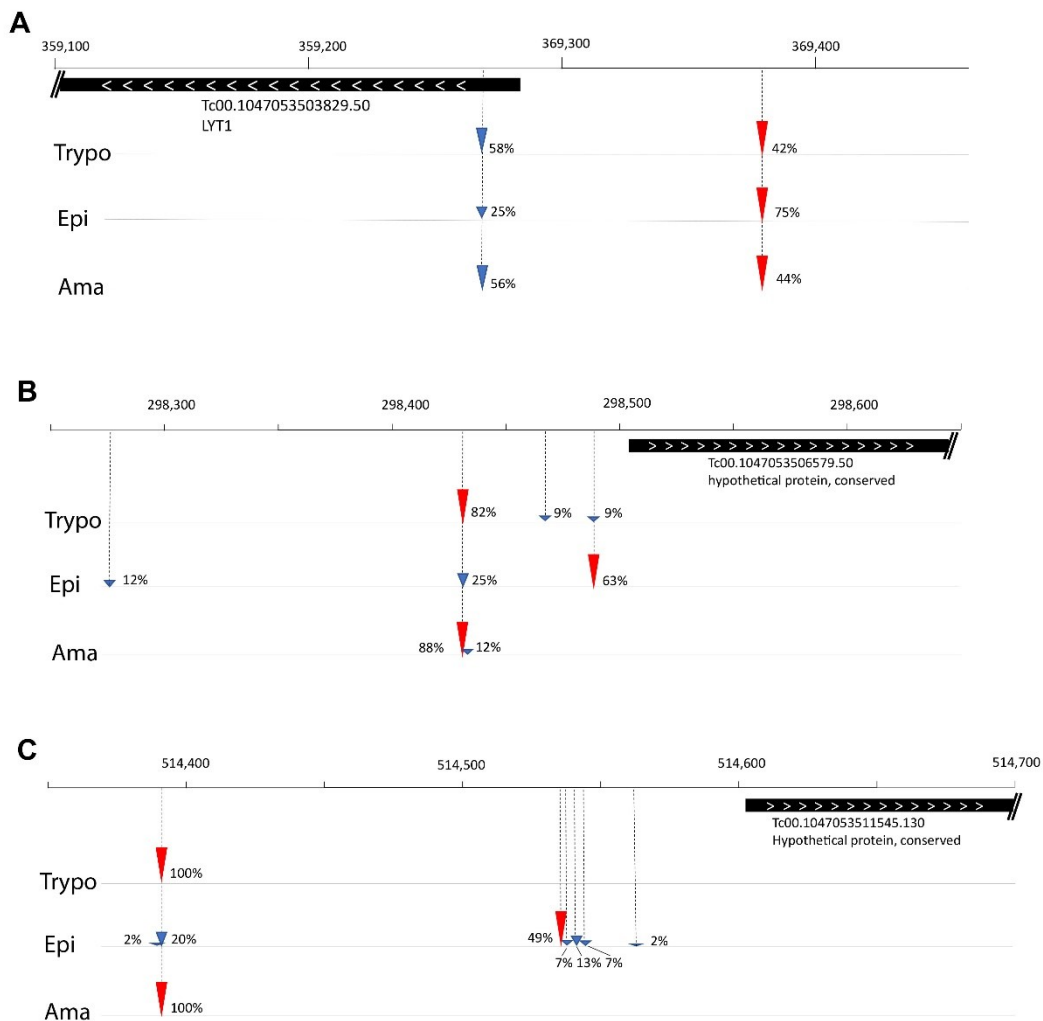 A
359,100 359,200 369,300 369,400
< < < < < < < < < < < < < < < < < <
Tc00.1047053503829.50
LYT1
Trypo 58% 42%
Epi 25% 75%
Ama 56% 44%
B
298,300 298,400 298,500 298,600
> > > > > > > > > > > > > > > >
Tc00.1047053506579.50
hypothetical protein, conserved
Trypo 82% 9% 9%
Epi 12% 25% 63%
Ama 88% 12%
C
514,400 514,500 514,600 514,700
> > > > > > > > > > > > > >
Tc00.1047053511545.130
Hypothetical protein, conserved
Trypo 100%
Epi 2% 20% 49% 2%
7% 13% 7%
Ama 100%